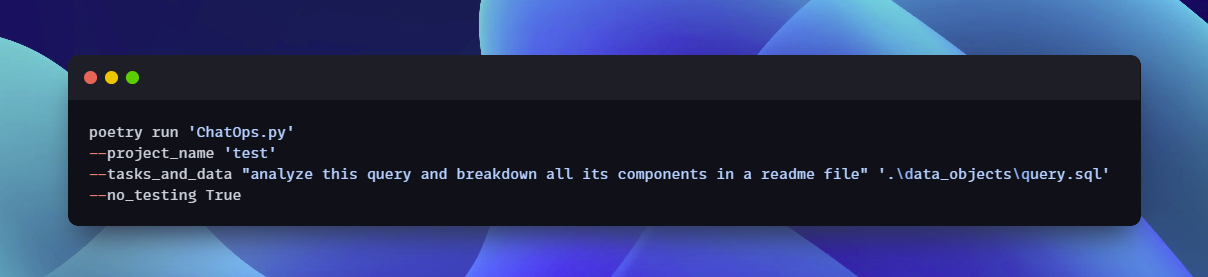 poetry run 'ChatOps.py'
--project_name 'test'
--tasks_and_data "analyze this query and breakdown all its components in a readme file" '.\data_objects\query.sql'
--no_testing True